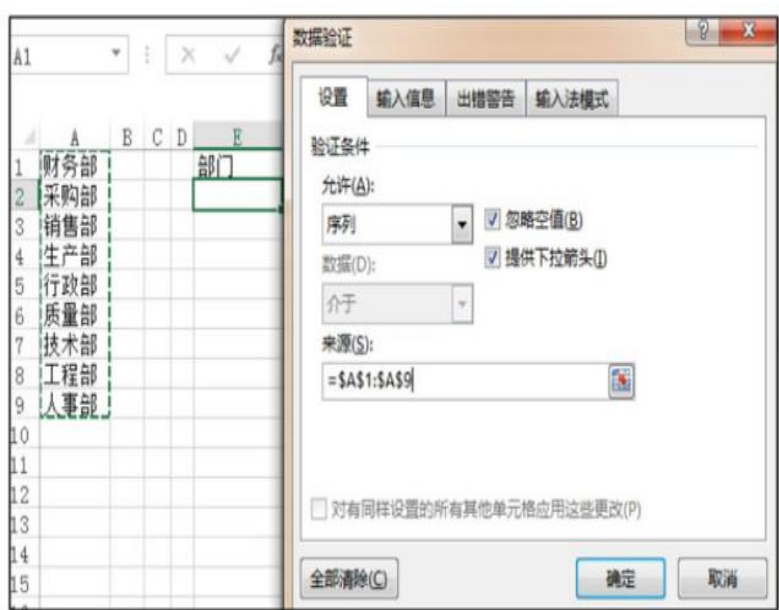 数据验证
A1
设置 输入信息 出错警告 输入法模式
验证条件
允许(A):
序列
忽略空值(B)
数据(D):
提供下拉箭头(I)
介于
来源(S):
=$A$1:$A$9
对有同样设置的所有其他单元格应用这些更改(P)
全部清除(C) 确定 取消
A B C D E
1 财务部 部门
2 采购部
3 销售部
4 生产部
5 行政部
6 质量部
7 技术部
8 工程部
9 人事部
10
11
12
13
14
15